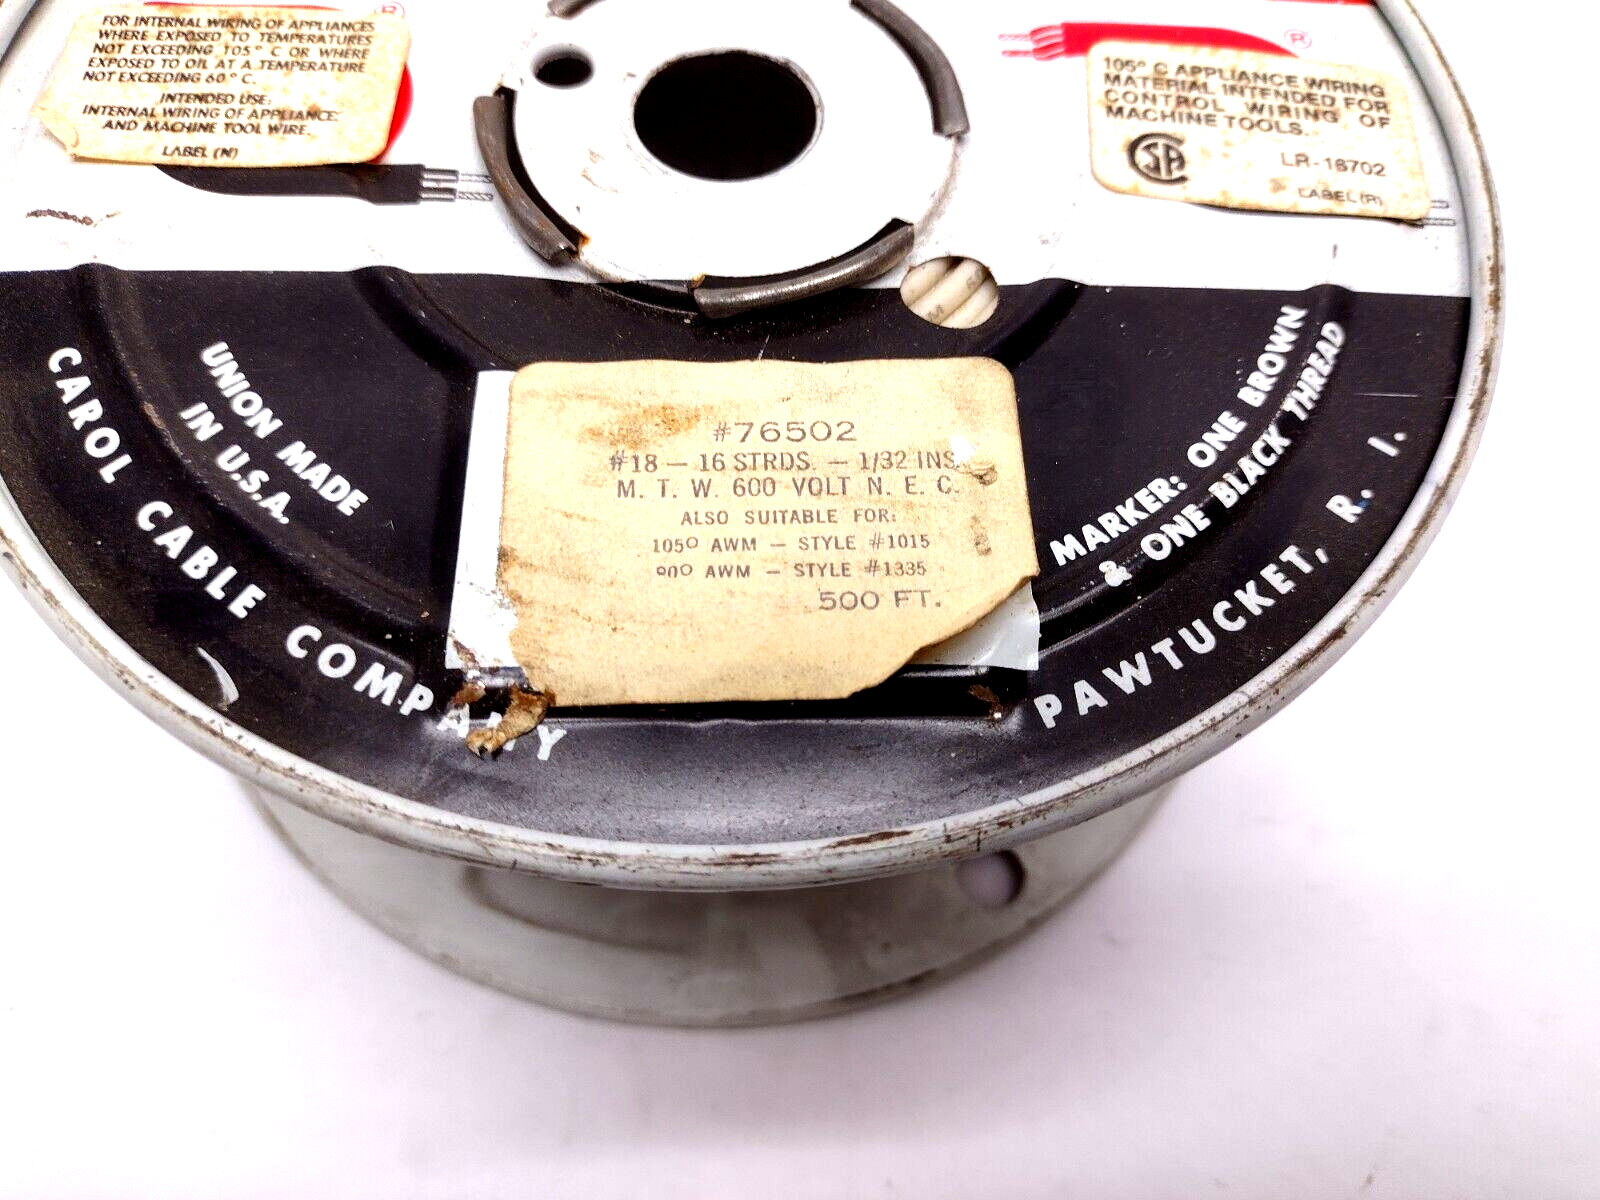 FOR INTERNAL WIRING OF APPLIANCES
WHERE EXPOSED TO TEMPERATURES
NOT EXCEEDING 105° C OR WHERE
EXPOSED TO OIL AT A TEMPERATURE
NOT EXCEEDING 60° C.
INTENDED USE:
INTERNAL WIRING OF APPLIANCES
AND MACHINE TOOL WIRE.
LABEL (N)
®
®
105° C APPLIANCE WIRING
MATERIAL INTENDED FOR
CONTROL WIRING OF
MACHINE TOOLS.
CSA
LR-18702
LABEL (R)
UNION MADE
IN U.S.A.
CAROL CABLE COMPANY
#76502
#18 — 16 STRDS. — 1/32 INS.
M. T. W. 600 VOLT N. E. C.
ALSO SUITABLE FOR:
105° AWM — STYLE #1015
90° AWM — STYLE #1335
500 FT.
MARKER: ONE BROWN
& ONE BLACK THREAD
PAWTUCKET, R. I.